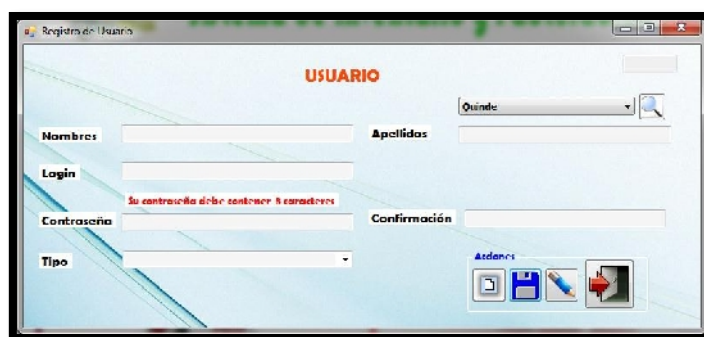 Registro de Usuario
USUARIO
Quinde
Nombres
Apellidos
Login
Su contraseña debe contener 8 caracteres
Contraseña
Confirmación
Tipo
Acciones